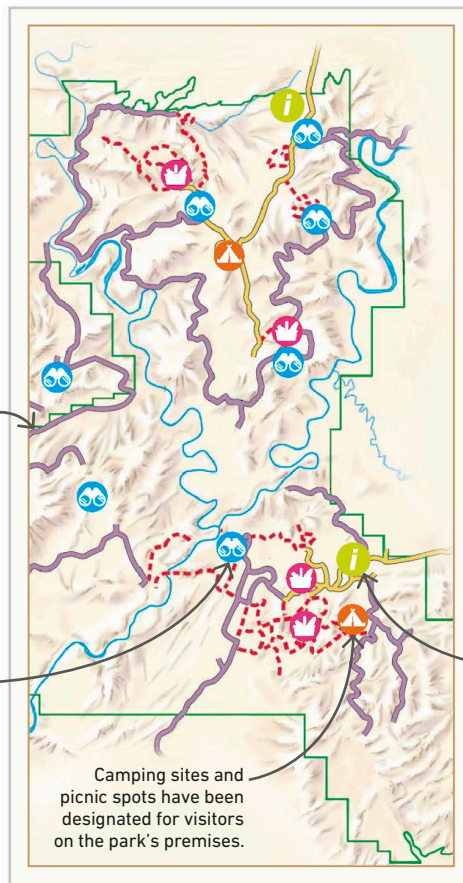 i
i
Camping sites and
picnic spots have been
designated for visitors
on the park's premises.